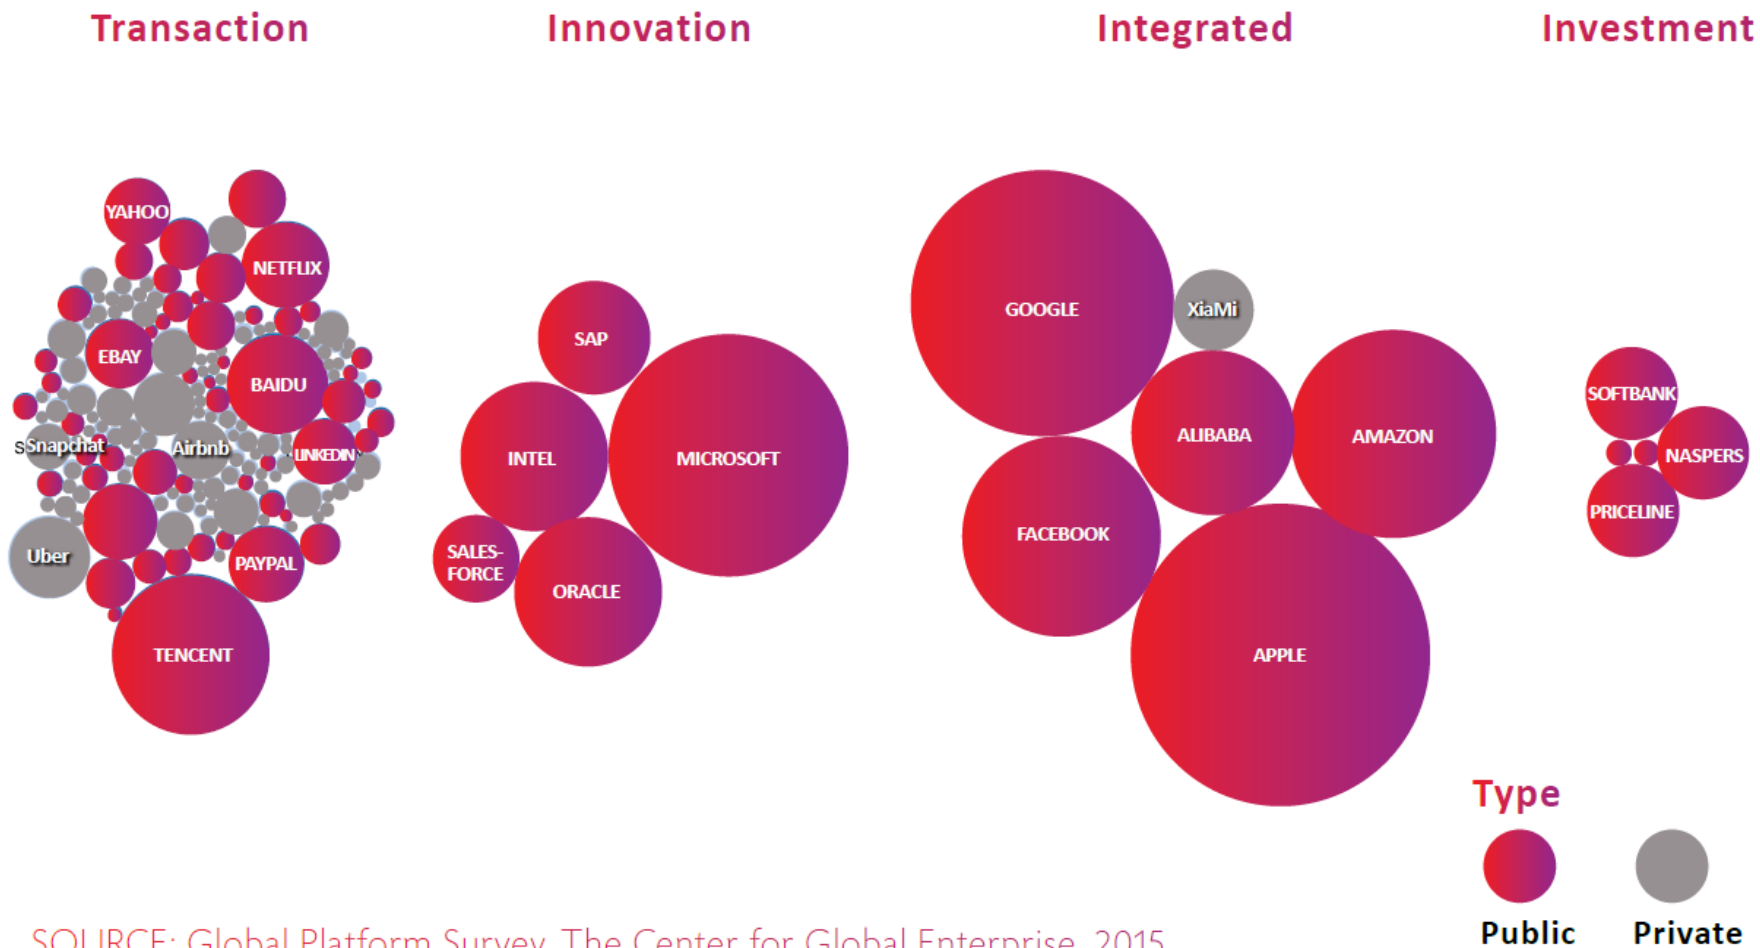 Transaction
Innovation
Integrated
Investment
YAHOO
NETFLIX
EBAY
BAIDU
Snapchat
Airbnb
LINKEDIN
Uber
PAYPAL
TENCENT
SAP
INTEL
MICROSOFT
SALES-
FORCE
ORACLE
GOOGLE
XiaMi
ALIBABA
AMAZON
FACEBOOK
APPLE
SOFTBANK
NASPERS
PRICELINE
Type
Public
Private
SOURCE: Global Platform Survey, The Center for Global Enterprise, 2015